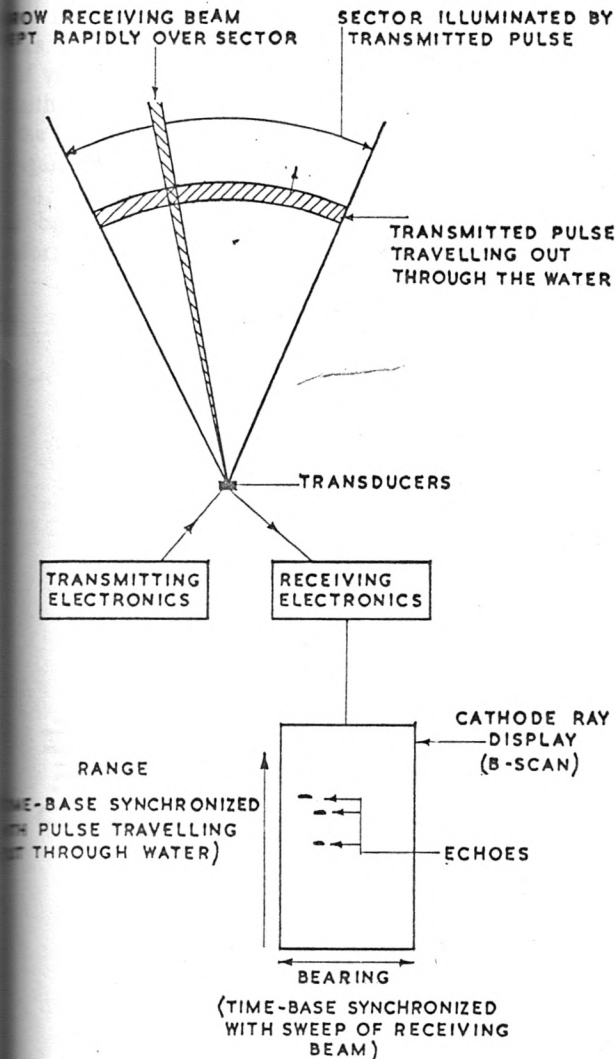 RECEIVING BEAM
RAPIDLY OVER SECTOR
SECTOR ILLUMINATED BY
TRANSMITTED PULSE
TRANSMITTED PULSE
TRAVELLING OUT
THROUGH THE WATER
TRANSDUCERS
TRANSMITTING
ELECTRONICS
RECEIVING
ELECTRONICS
CATHODE RAY
DISPLAY
(B-SCAN)
RANGE
-BASE SYNCHRONIZED
PULSE TRAVELLING
THROUGH WATER)
ECHOES
BEARING
(TIME-BASE SYNCHRONIZED
WITH SWEEP OF RECEIVING
BEAM)